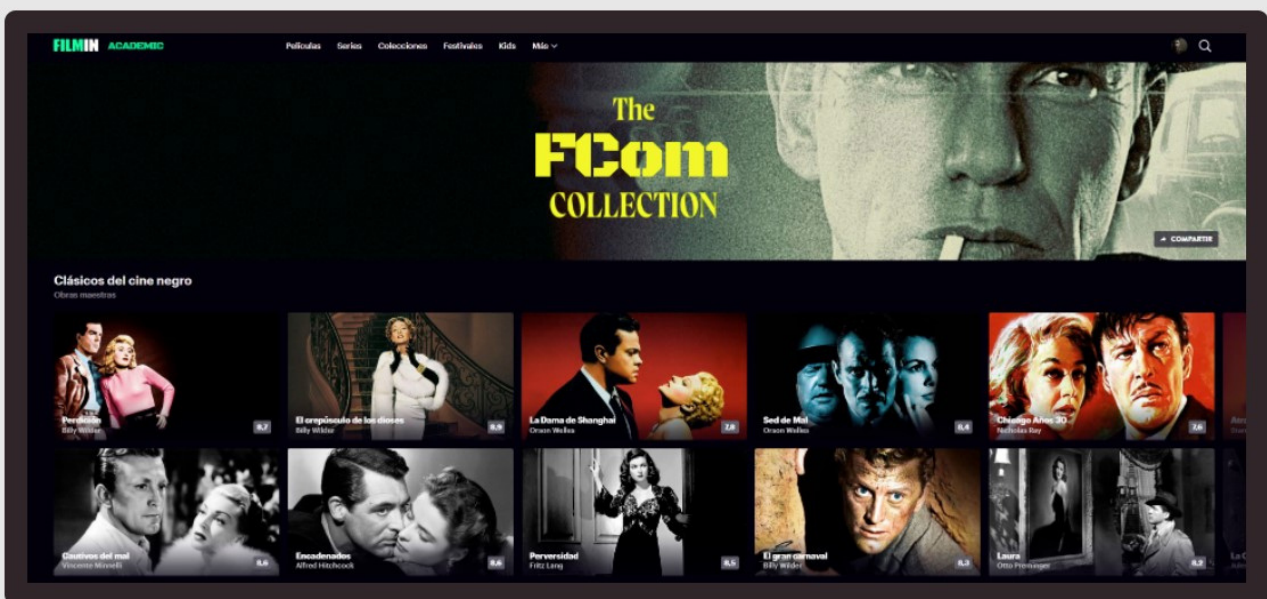 FILMIN ACADEMIC
Películas Series Colecciones Festivales Kids Más
The
FCom
COLLECTION
COMPARTIR
Clásicos del cine negro
Obras maestras
Perdición
Billy Wilder
9,7
El crepúsculo de los dioses
Billy Wilder
8,9
La Dama de Shanghai
Orson Welles
7,8
Sed de Mal
Orson Welles
8,4
Chicago Años 30
Nicholas Ray
7,6
Cautivos del mal
Vincente Minnelli
8,6
Encadenados
Alfred Hitchcock
8,6
Perversidad
Fritz Lang
8,5
El gran carnaval
Billy Wilder
8,3
Laura
Otto Preminger
8,2